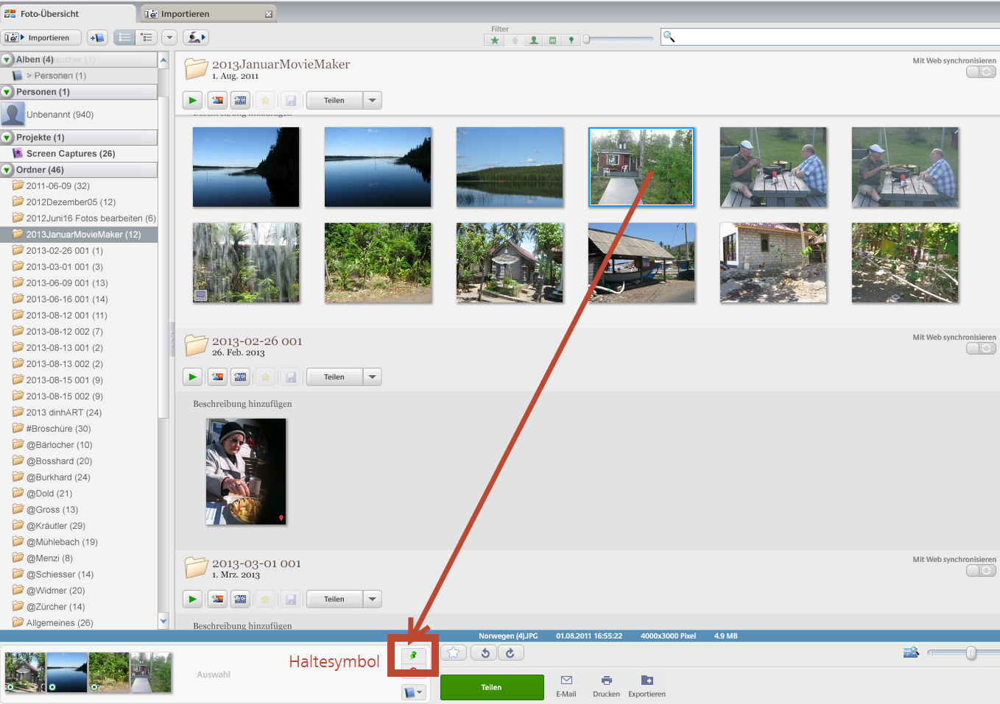 Foto-Übersicht
Importieren
Importieren
Filter
Alben (4)
> Personen (1)
Personen (1)
Unbenannt (940)
Projekte (1)
Screen Captures (26)
Ordner (46)
2011-06-09 (32)
2012Dezember05 (12)
2012Juni16 Fotos bearbeiten (6)
2013JanuarMovieMaker (12)
2013-02-26 001 (1)
2013-03-01 001 (3)
2013-06-09 001 (13)
2013-06-16 001 (14)
2013-08-12 001 (11)
2013-08-12 002 (7)
2013-08-13 001 (2)
2013-08-13 002 (2)
2013-08-15 001 (9)
2013-08-15 002 (9)
2013 dinhART (24)
#Broschüre (30)
@Bärlocher (10)
@Bosshard (20)
@Burkhard (24)
@Dold (21)
@Gross (13)
@Kräutler (29)
@Mühlebach (19)
@Menzi (8)
@Schiesser (14)
@Widmer (20)
@Zürcher (14)
Allgemeines (26)
2013JanuarMovieMaker
1. Aug. 2011
Mit Web synchronisieren
Teilen
Beschreibung hinzufügen
2013-02-26 001
26. Feb. 2013
Mit Web synchronisieren
Teilen
Beschreibung hinzufügen
2013-03-01 001
1. Mrz. 2013
Mit Web synchronisieren
Teilen
Beschreibung hinzufügen
Norwegen (4).JPG 01.08.2011 16:55:22 4000x3000 Pixel 4.9 MB
Auswahl
Haltesymbol
Teilen
E-Mail
Drucken
Exportieren